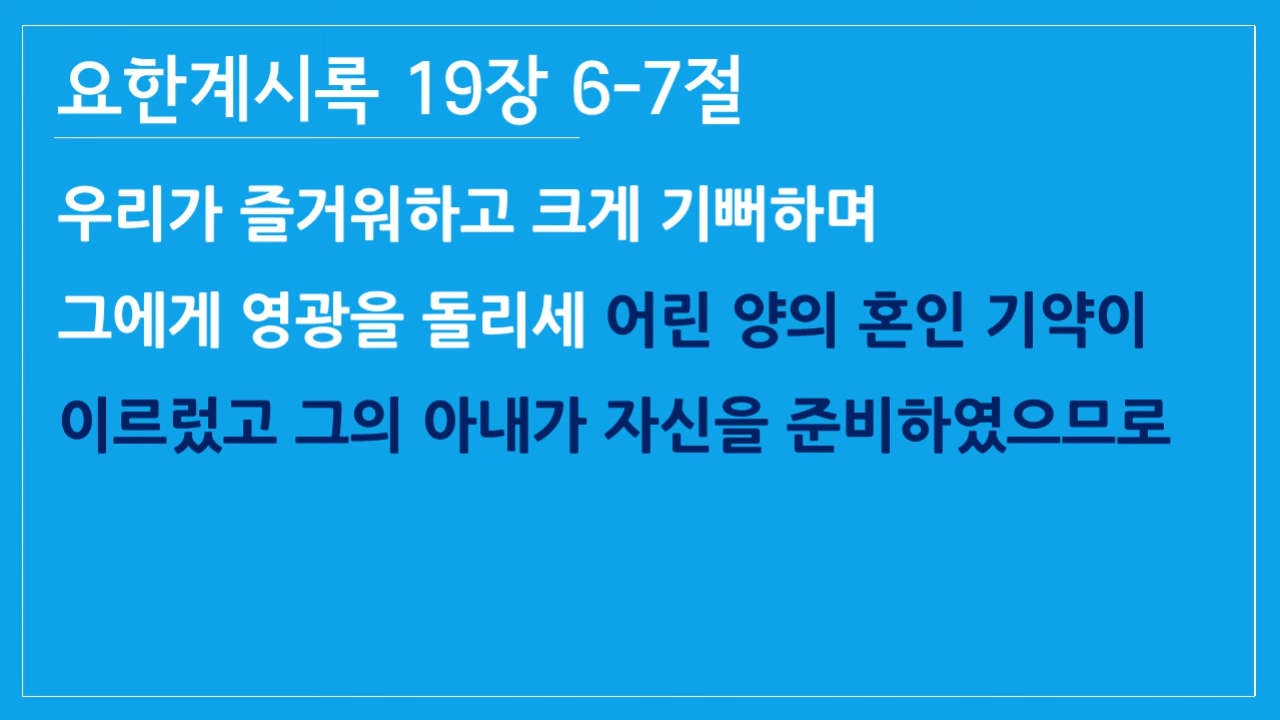 요한계시록 19장 6-7절
우리가 즐거워하고 크게 기뻐하며
그에게 영광을 돌리세 어린 양의 혼인 기약이
이르렀고 그의 아내가 자신을 준비하였으므로